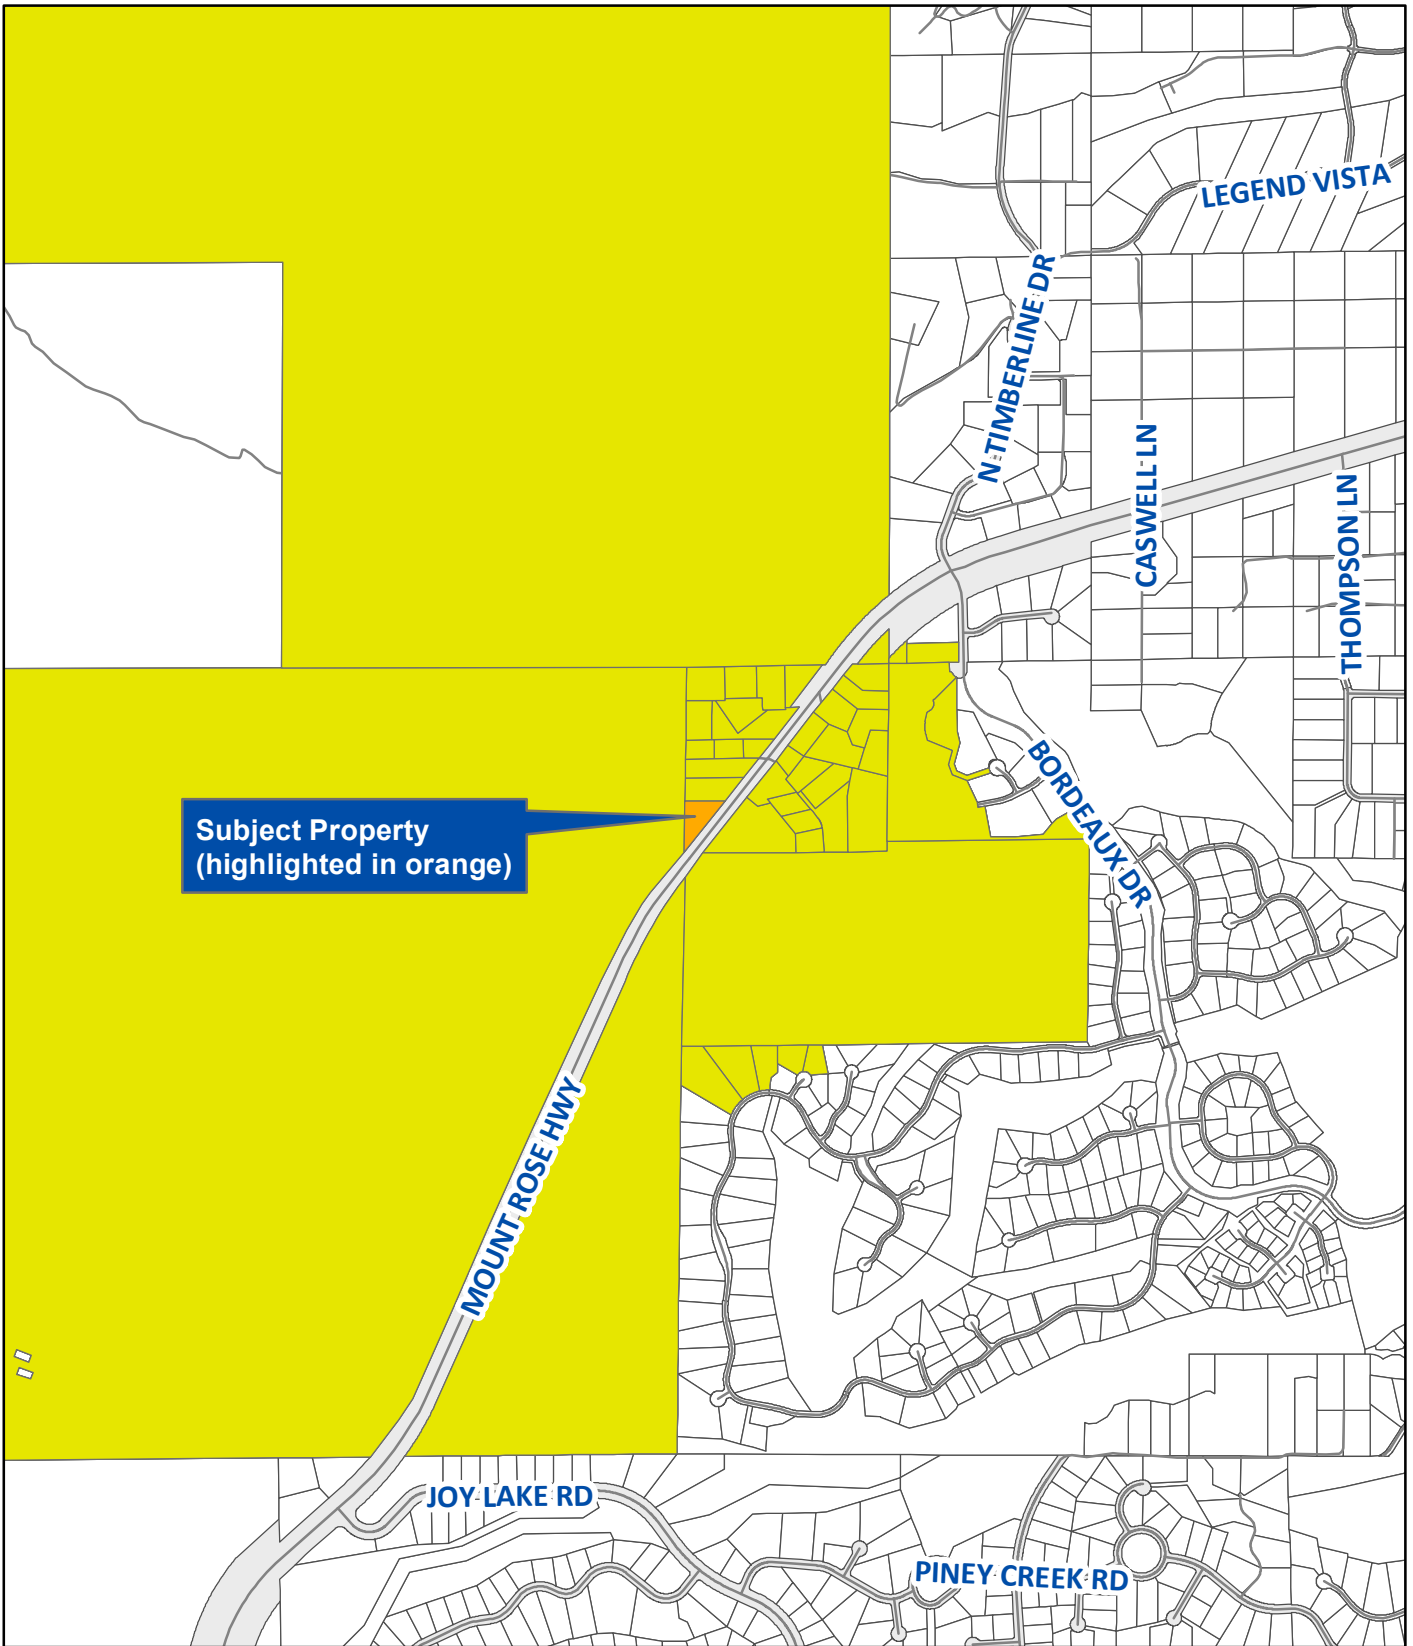 LEGEND VISTA
N TIMBERLINE DR
CASWELL LN
THOMPSON LN
BORDEAUX DR
Subject Property
(highlighted in orange)
MOUNT ROSE HWY
JOY LAKE RD
PINEY CREEK RD